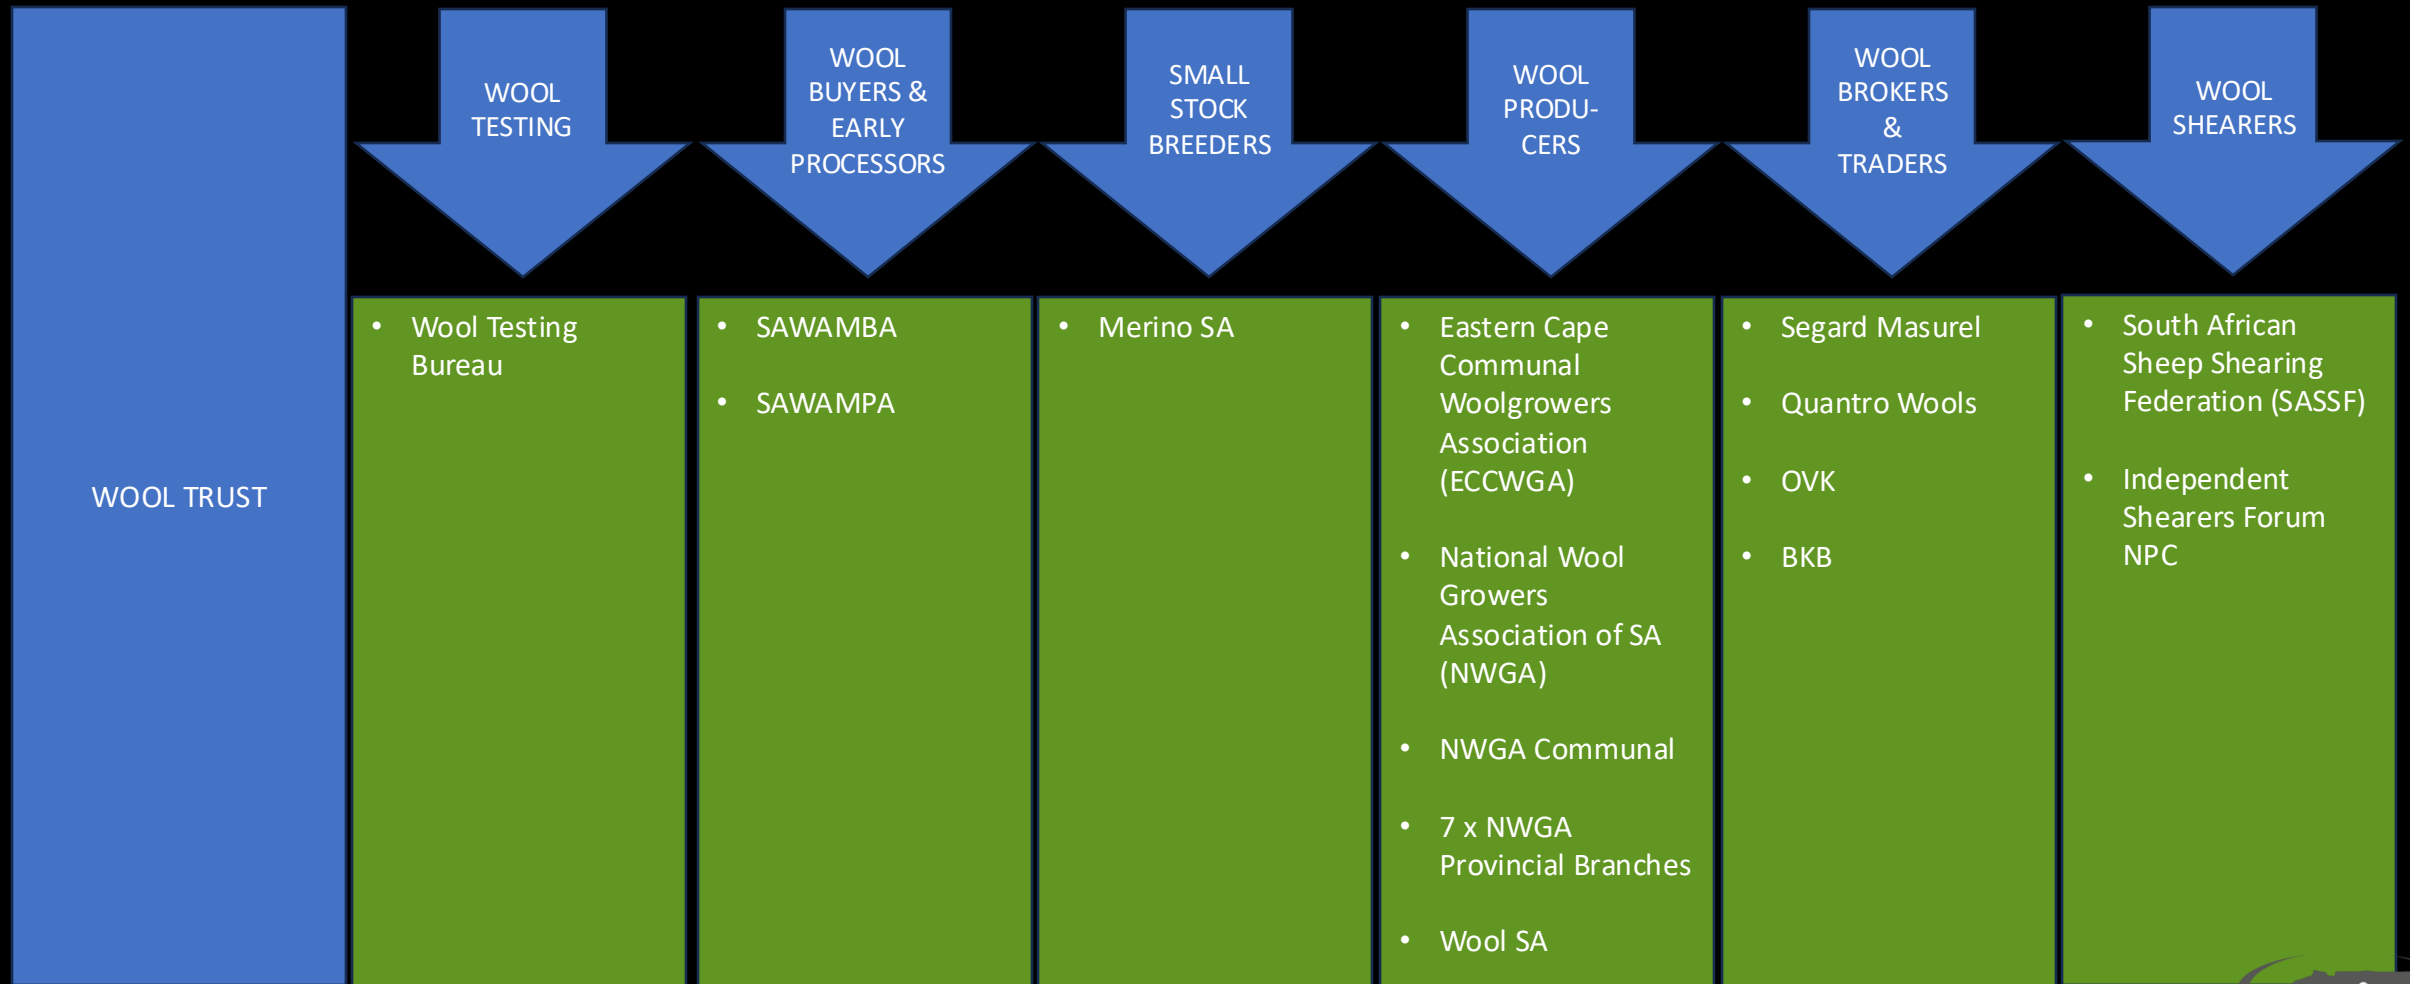 WOOL TRUST
WOOL
TESTING
WOOL
BUYERS &
EARLY
PROCESSORS
SMALL
STOCK
BREEDERS
WOOL
PRODU-
CERS
WOOL
BROKERS
&
TRADERS
WOOL
SHEARERS
• Wool Testing
Bureau
• SAWAMBA
• SAWAMPA
• Merino SA
• Eastern Cape
Communal
Woolgrowers
Association
(ECCWGA)
• National Wool
Growers
Association of SA
(NWGA)
• NWGA Communal
• 7 x NWGA
Provincial Branches
• Wool SA
• Segard Masurel
• Quantro Wools
• OVK
• BKB
• South African
Sheep Shearing
Federation (SASSF)
• Independent
Shearers Forum
NPC